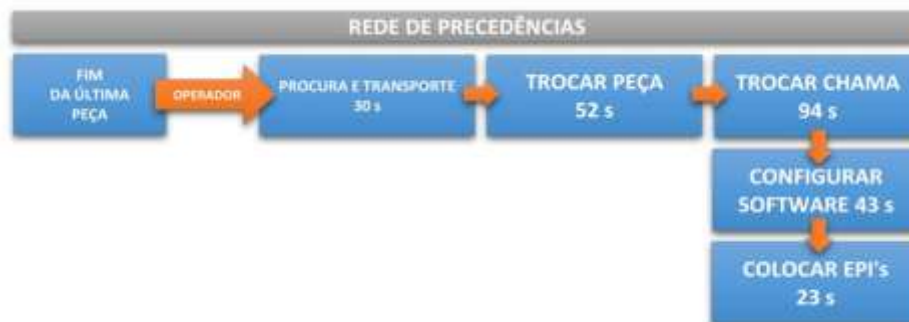 REDE DE PRECEDÊNCIAS
FIM
DA ÚLTIMA
PEÇA
OPERADOR
PROCURA E TRANSPORTE
30 s
TROCAR PEÇA
52 s
TROCAR CHAMA
94 s
CONFIGURAR
SOFTWARE 43 s
COLOCAR EPI's
23 s